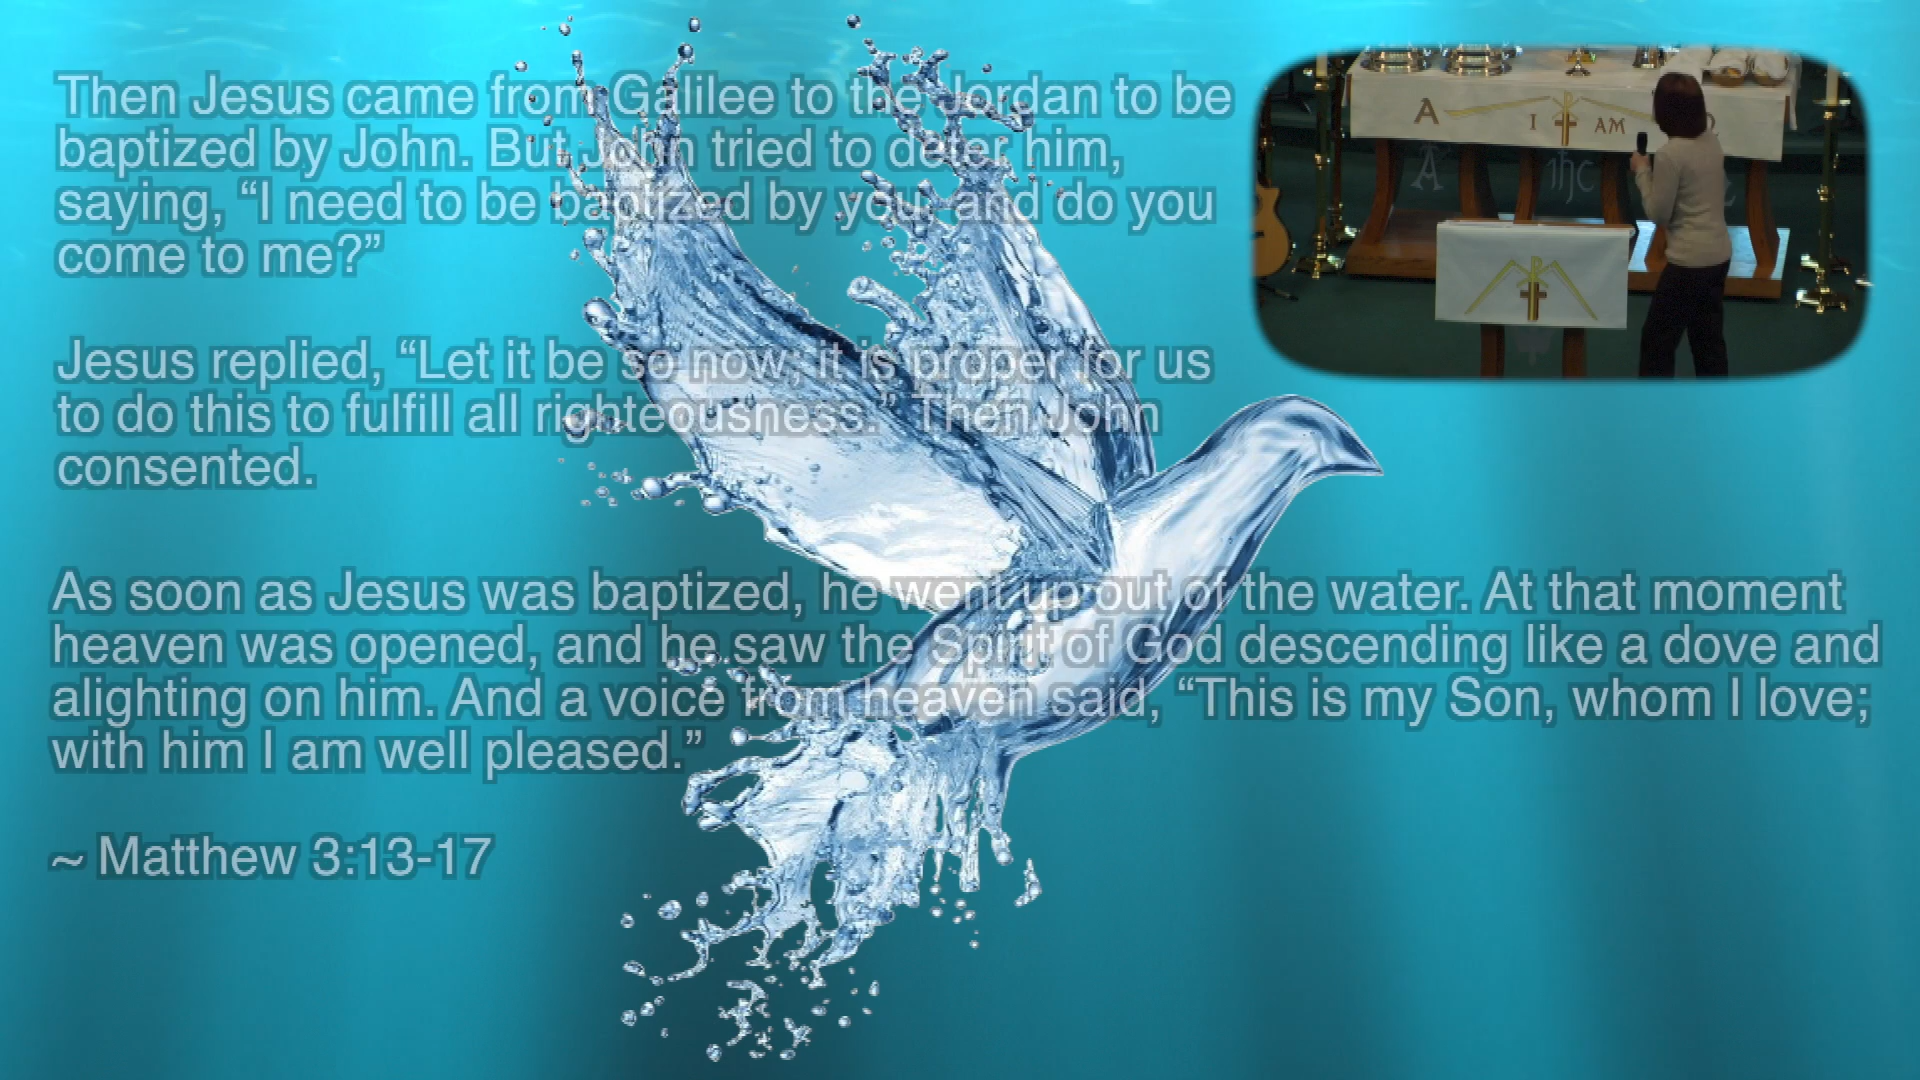 Then Jesus came from Galilee to the Jordan to be
baptized by John. But John tried to deter him,
saying, “I need to be baptized by you, and do you
come to me?”
Jesus replied, “Let it be so now; it is proper for us
to do this to fulfill all righteousness.” Then John
consented.
As soon as Jesus was baptized, he went up out of the water. At that moment
heaven was opened, and he saw the Spirit of God descending like a dove and
alighting on him. And a voice from heaven said, “This is my Son, whom I love;
with him I am well pleased.”
~ Matthew 3:13-17
A
I AM